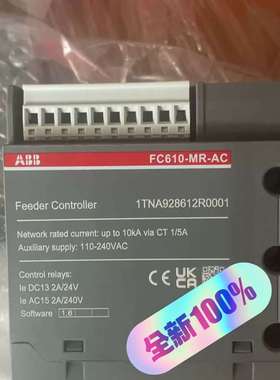 ABB
FC610-MR-AC
Feeder Controller
1TNA928612R0001
Network rated current: up to 10kA via CT 1/5A
Auxiliary supply: 110-240VAC
Control relays:
Ie DC13 2A/24V
Ie AC15 2A/240V
Software 1.6
CE
UK
CA
全新100%